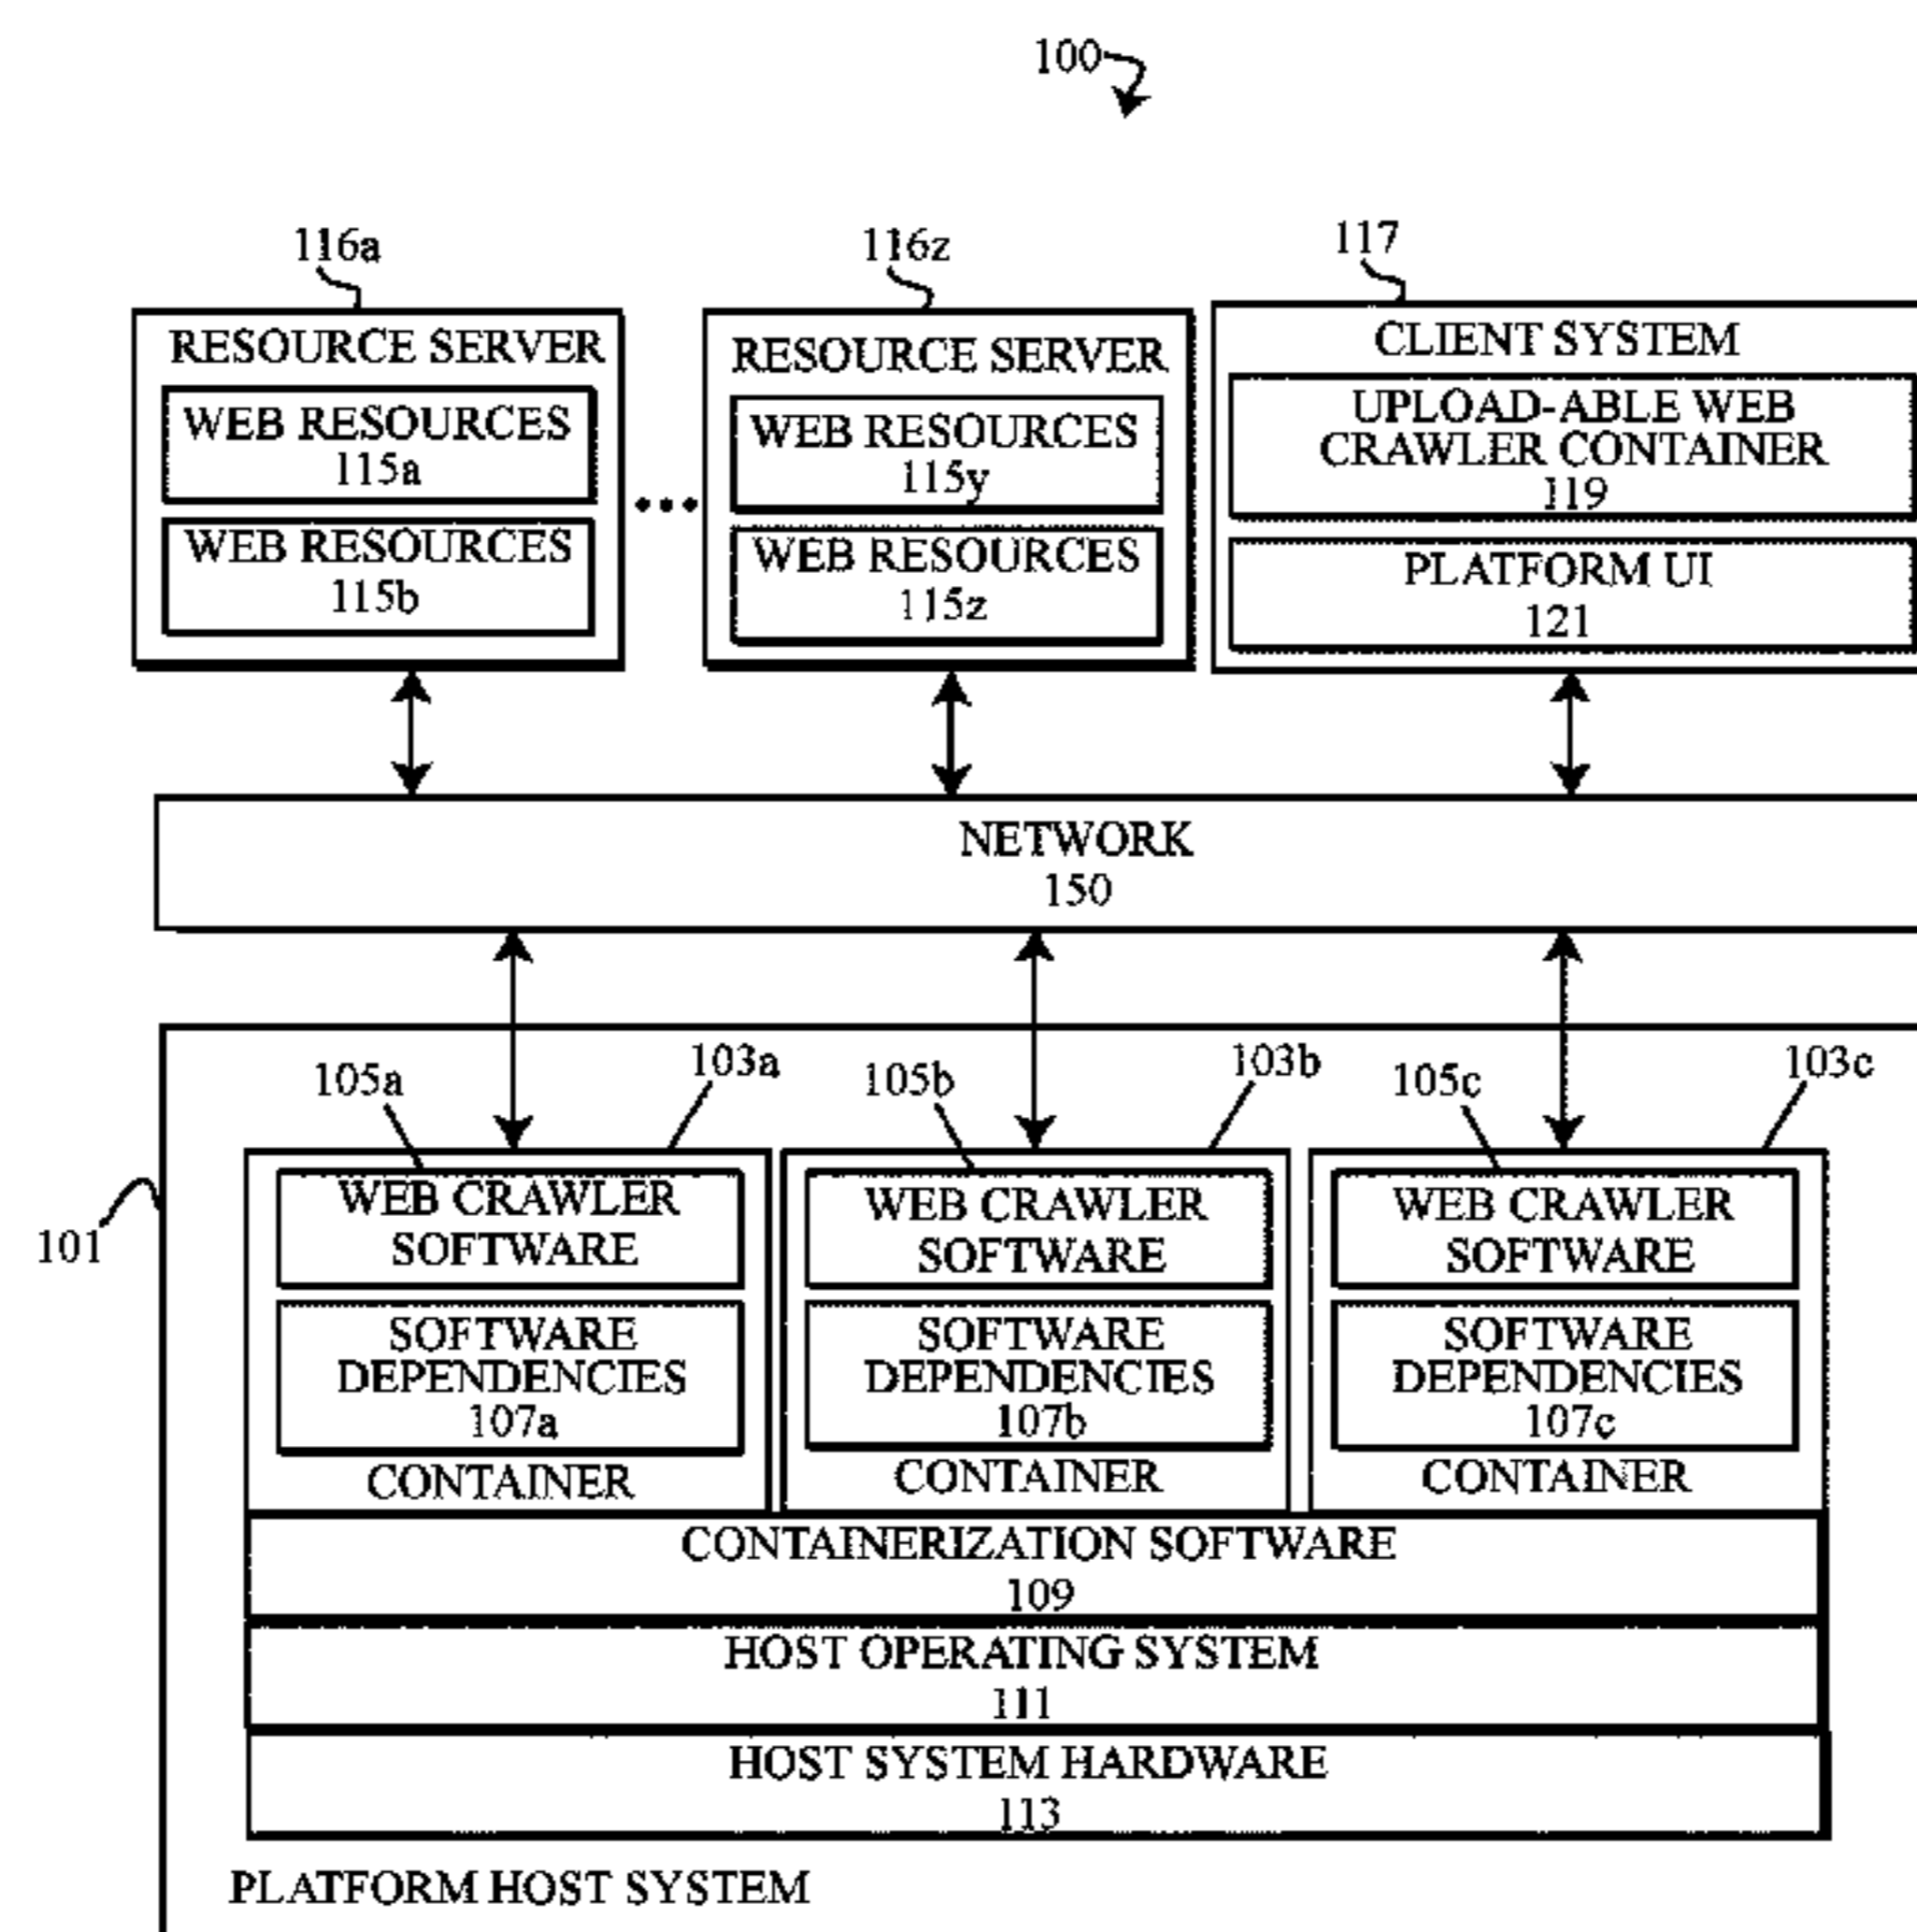 100
116a
116z
117
RESOURCE SERVER
WEB RESOURCES
115a
WEB RESOURCES
115b
RESOURCE SERVER
WEB RESOURCES
115y
WEB RESOURCES
115z
CLIENT SYSTEM
UPLOAD-ABLE WEB
CRAWLER CONTAINER
119
PLATFORM UI
121
NETWORK
150
101
105a
103a
105b
103b
105c
103c
WEB CRAWLER
SOFTWARE
SOFTWARE
DEPENDENCIES
107a
CONTAINER
WEB CRAWLER
SOFTWARE
SOFTWARE
DEPENDENCIES
107b
CONTAINER
WEB CRAWLER
SOFTWARE
SOFTWARE
DEPENDENCIES
107c
CONTAINER
CONTAINERIZATION SOFTWARE
109
HOST OPERATING SYSTEM
111
HOST SYSTEM HARDWARE
113
PLATFORM HOST SYSTEM